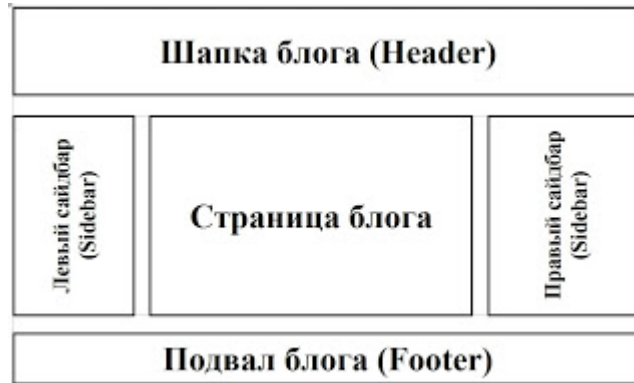 Шапка блога (Header)
Левый сайдбар
(Sidebar)
Страница блога
Правый сайдбар
(Sidebar)
Подвал блога (Footer)